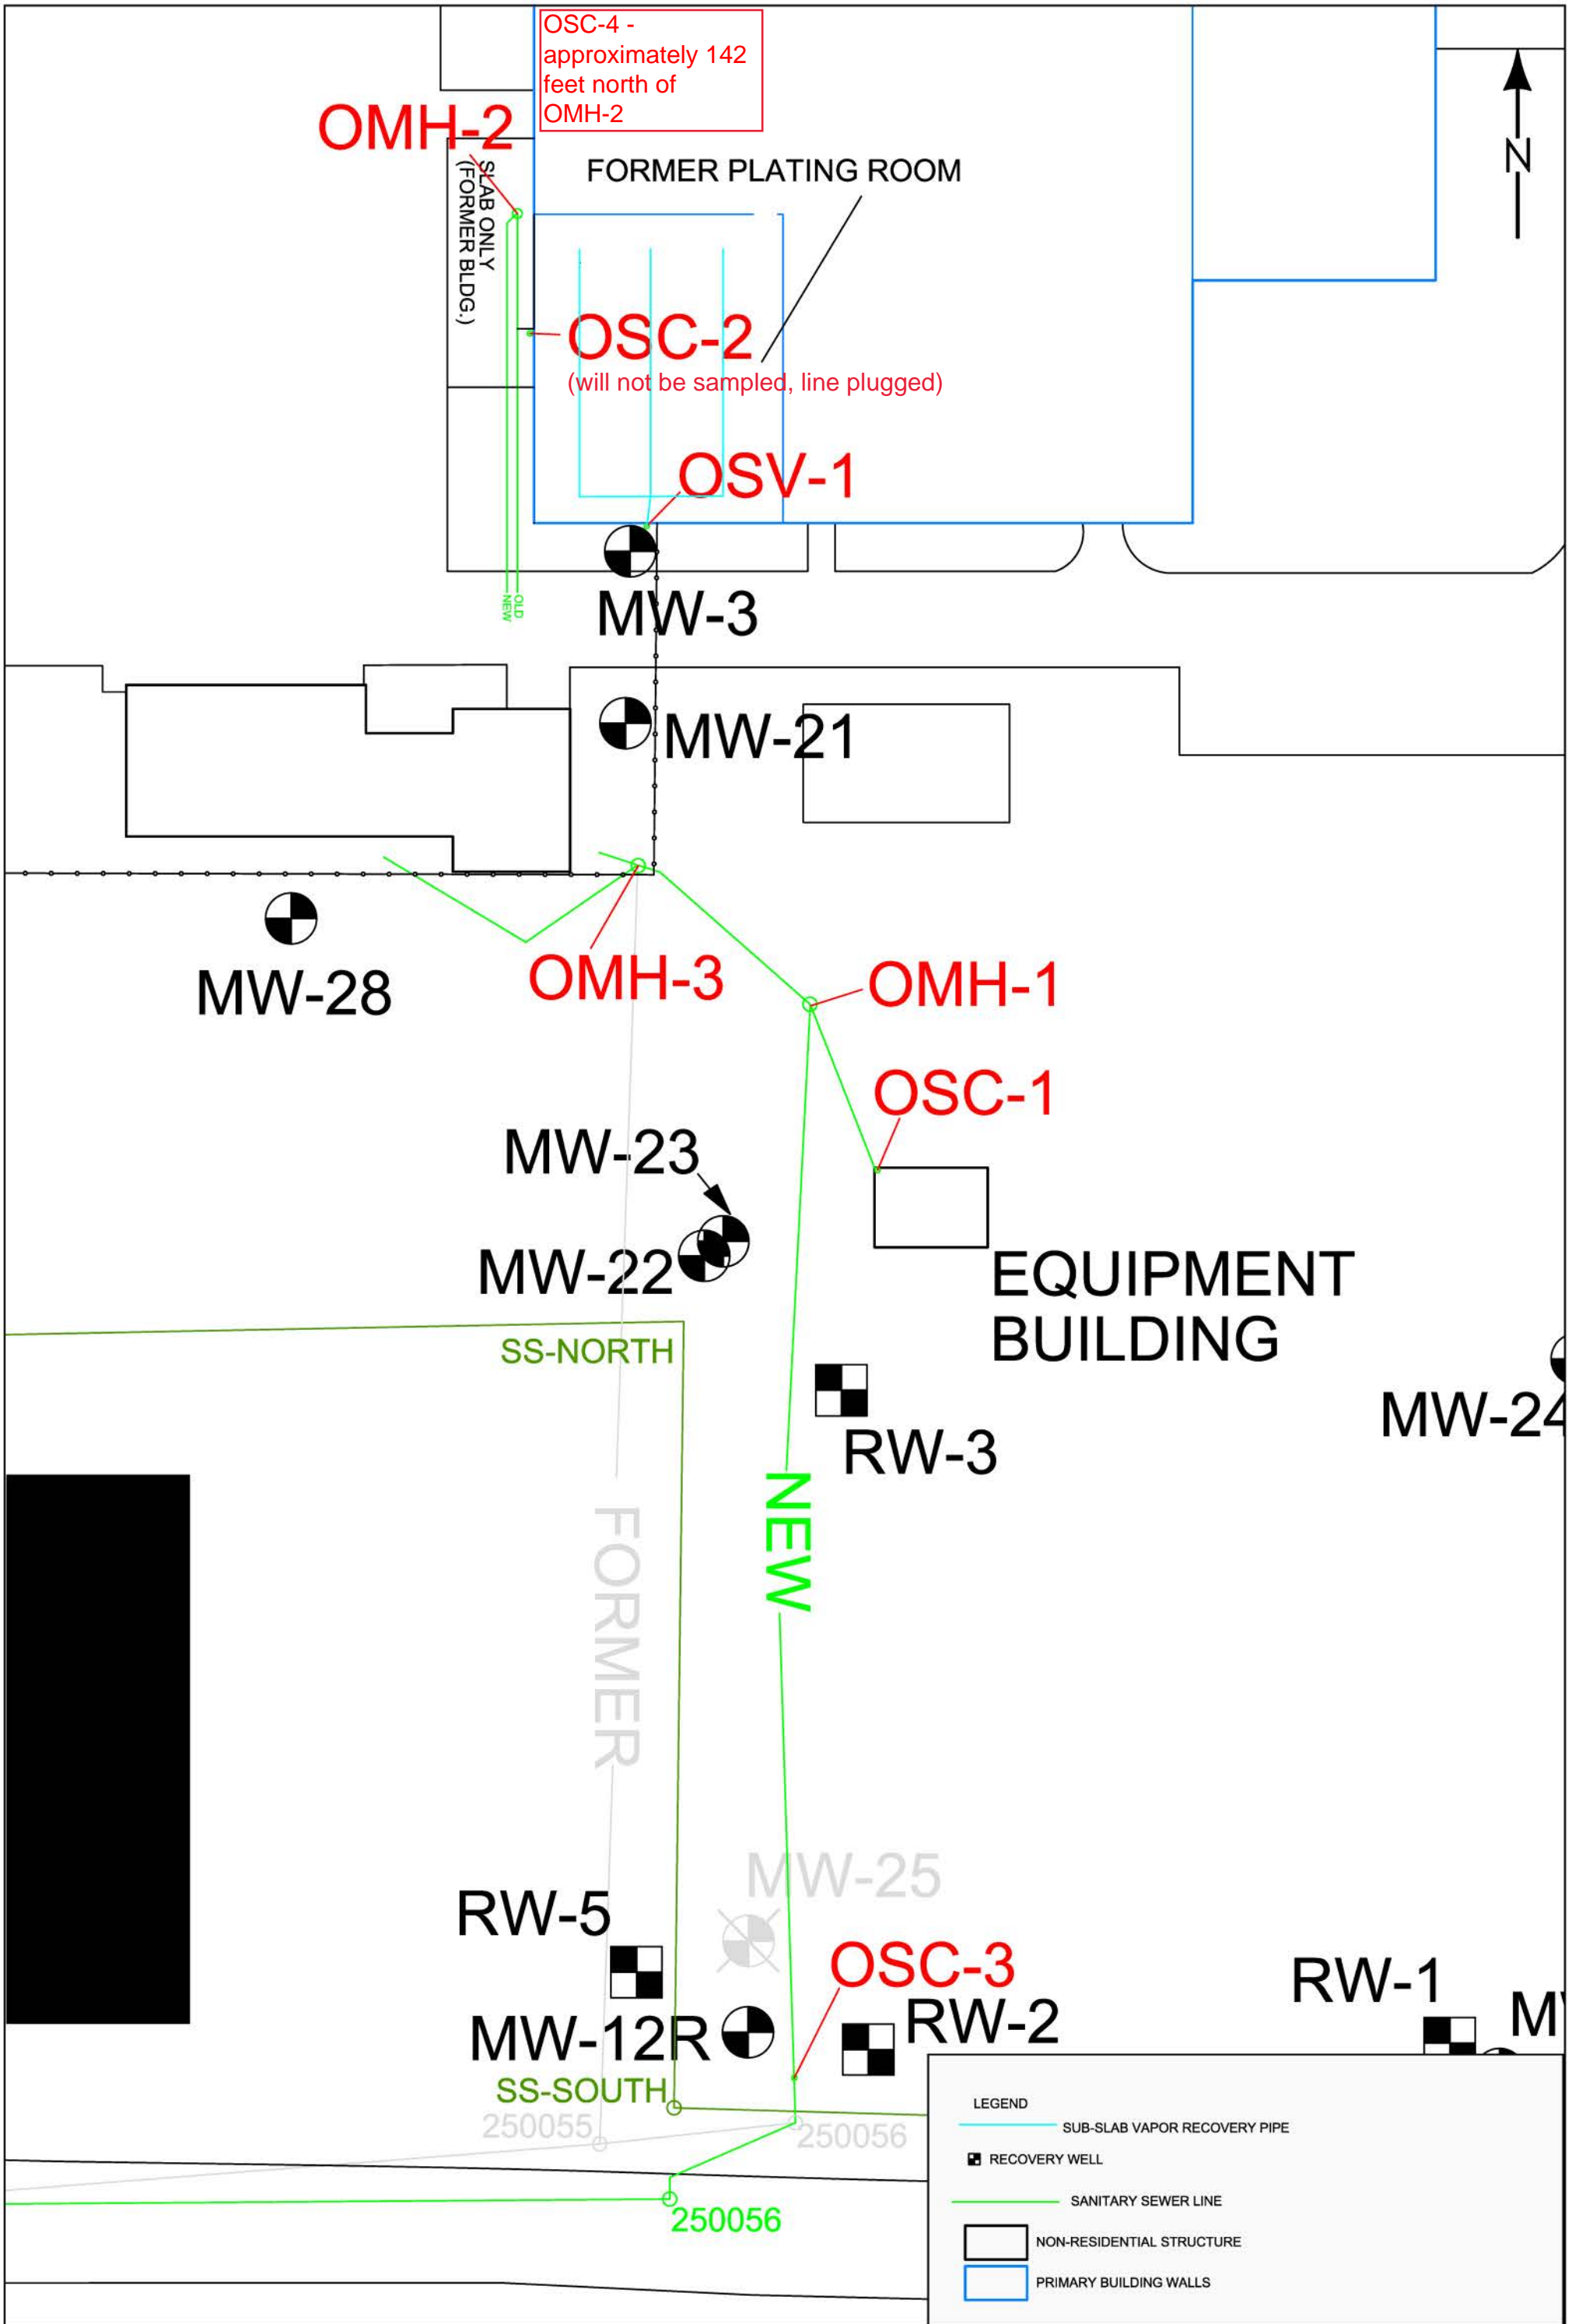 OSC-4 -
approximately 142
feet north of
OMH-2
OMH-2
N
SLAB ONLY
(FORMER BLDG.)
FORMER PLATING ROOM
OSC-2
(will not be sampled, line plugged)
OSV-1
OLD
NEW
MW-3
MW-21
MW-28
OMH-3
OMH-1
OSC-1
MW-23
MW-22
EQUIPMENT
BUILDING
SS-NORTH
MW-24
RW-3
NEW
FORMER
MW-25
RW-5
OSC-3
RW-1
MW-12R
RW-2
SS-SOUTH
250055
250056
250056
LEGEND
SUB-SLAB VAPOR RECOVERY PIPE
RECOVERY WELL
SANITARY SEWER LINE
NON-RESIDENTIAL STRUCTURE
PRIMARY BUILDING WALLS